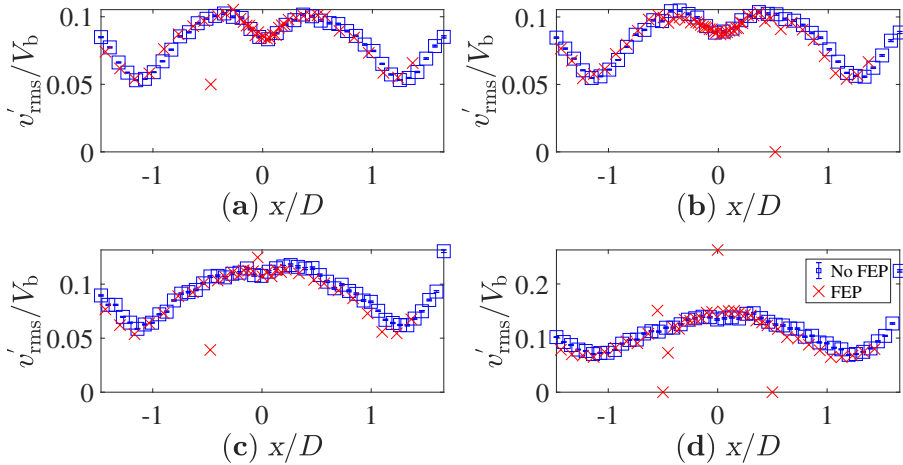 0.1
0.05
0
v′rms/Vb
-1 0 1
(a) x/D
0.1
0.05
0
v′rms/Vb
-1 0 1
(b) x/D
0.1
0.05
0
v′rms/Vb
-1 0 1
(c) x/D
0.2
0.1
0
v′rms/Vb
No FEP
FEP
-1 0 1
(d) x/D